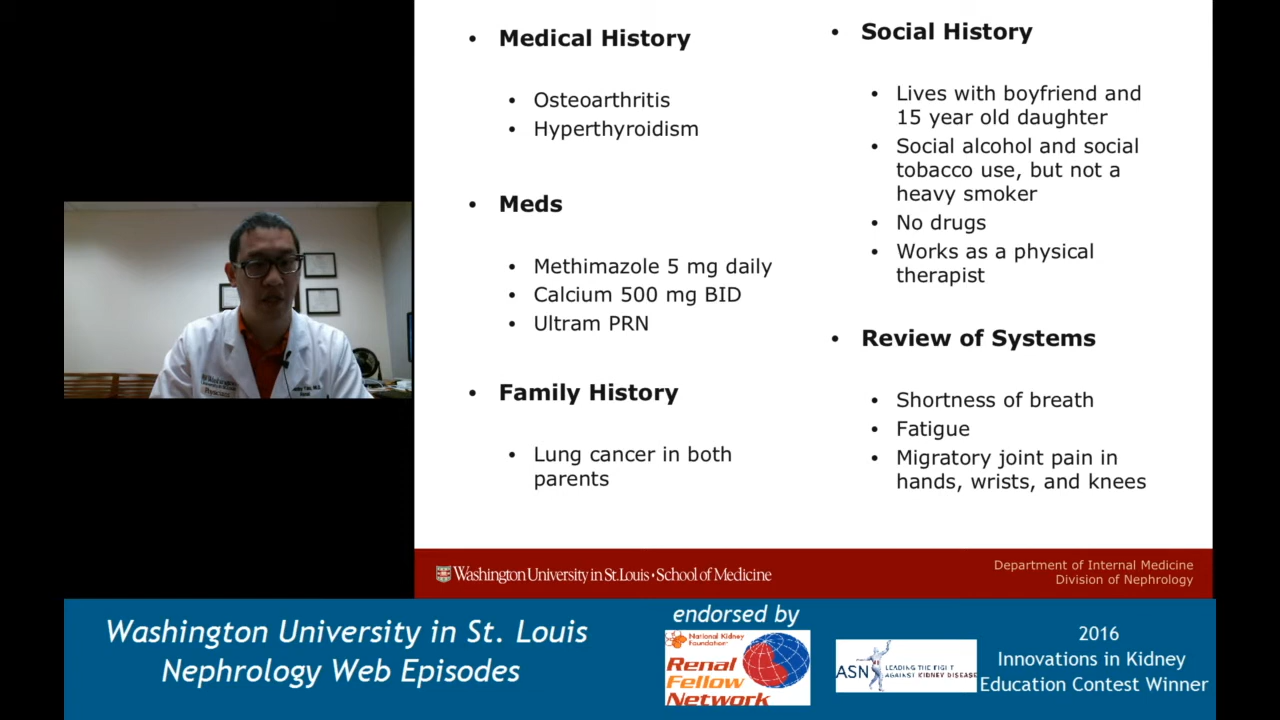 Medical History
Osteoarthritis
Hyperthyroidism
Meds
Methimazole 5 mg daily
Calcium 500 mg BID
Ultram PRN
Family History
Lung cancer in both
parents
Social History
Lives with boyfriend and
15 year old daughter
Social alcohol and social
tobacco use, but not a
heavy smoker
No drugs
Works as a physical
therapist
Review of Systems
Shortness of breath
Fatigue
Migratory joint pain in
hands, wrists, and knees
Washington University in St. Louis • School of Medicine
Department of Internal Medicine
Division of Nephrology
Washington University in St. Louis
Nephrology Web Episodes
endorsed by
National Kidney
Foundation
Renal
Fellow
Network
ASN
LEADING THE FIGHT
AGAINST KIDNEY DISEASE
2016
Innovations in Kidney
Education Contest Winner